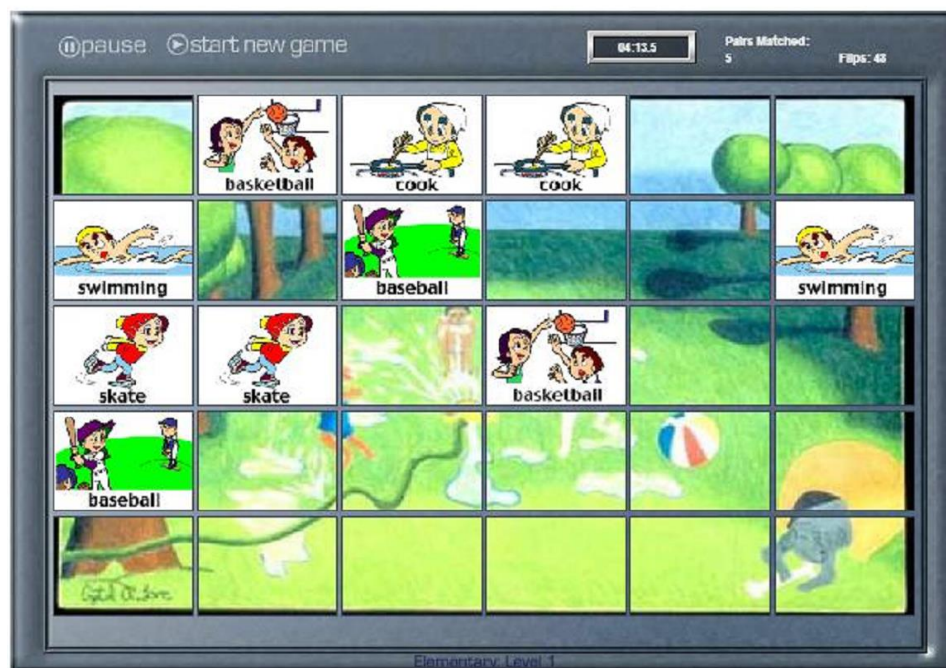 pause start new game
04:13.5
Pairs Matched:
5
Flips: 43
basketball cook cook
swimming baseball swimming
skate skate basketball
baseball
Elementary: Level 1